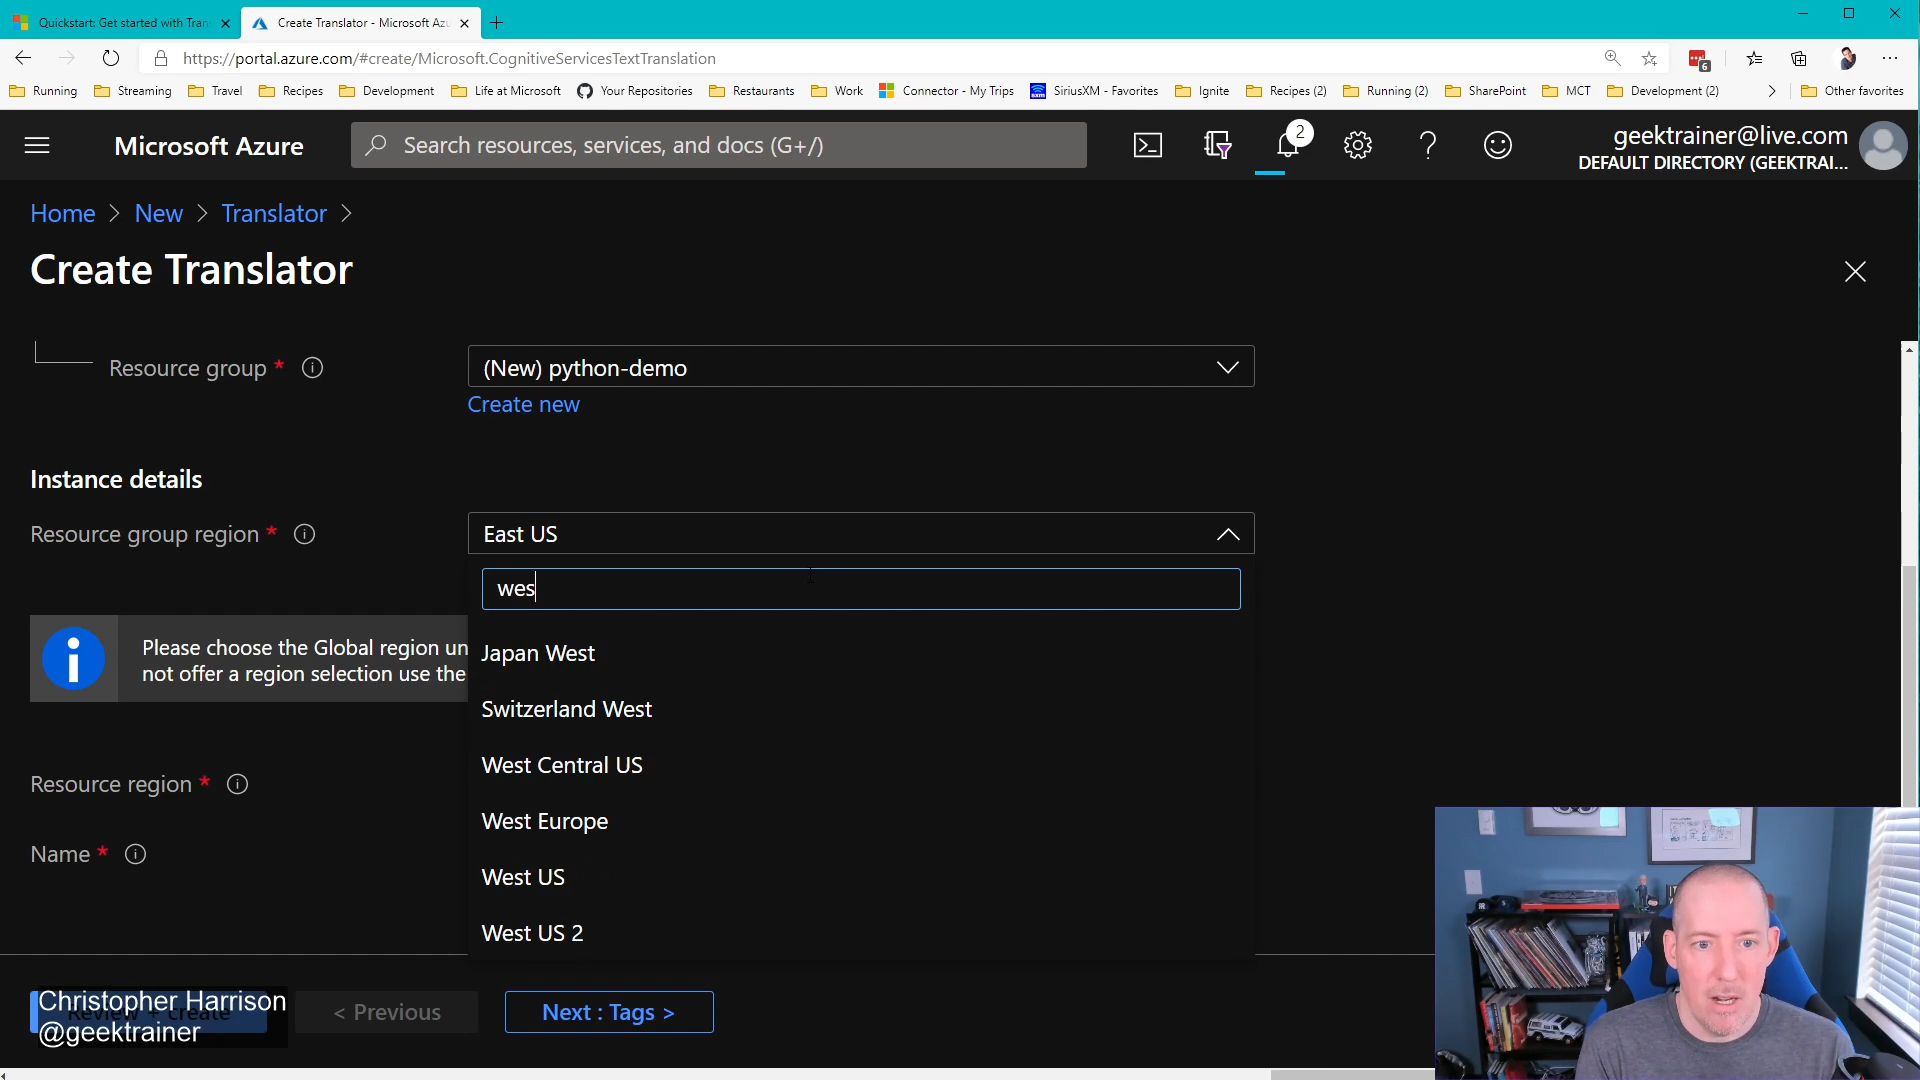 Quickstart: Get started with Tran
Create Translator - Microsoft Azu
https://portal.azure.com/#create/Microsoft.CognitiveServicesTextTranslation
6
Running
Streaming
Travel
Recipes
Development
Life at Microsoft
Your Repositories
Restaurants
Work
Connector - My Trips
SiriusXM - Favorites
Ignite
Recipes (2)
Running (2)
SharePoint
MCT
Development (2)
Other favorites
Microsoft Azure
Search resources, services, and docs (G+/)
2
geektrainer@live.com
DEFAULT DIRECTORY (GEEKTRAI...
Home > New > Translator >
Create Translator
Resource group *
(New) python-demo
Create new
Instance details
Resource group region *
East US
wes
Please choose the Global region un
not offer a region selection use the
Japan West
Switzerland West
West Central US
West Europe
West US
West US 2
Resource region *
Name *
Review + create
< Previous
Next : Tags >
Christopher Harrison
@geektrainer